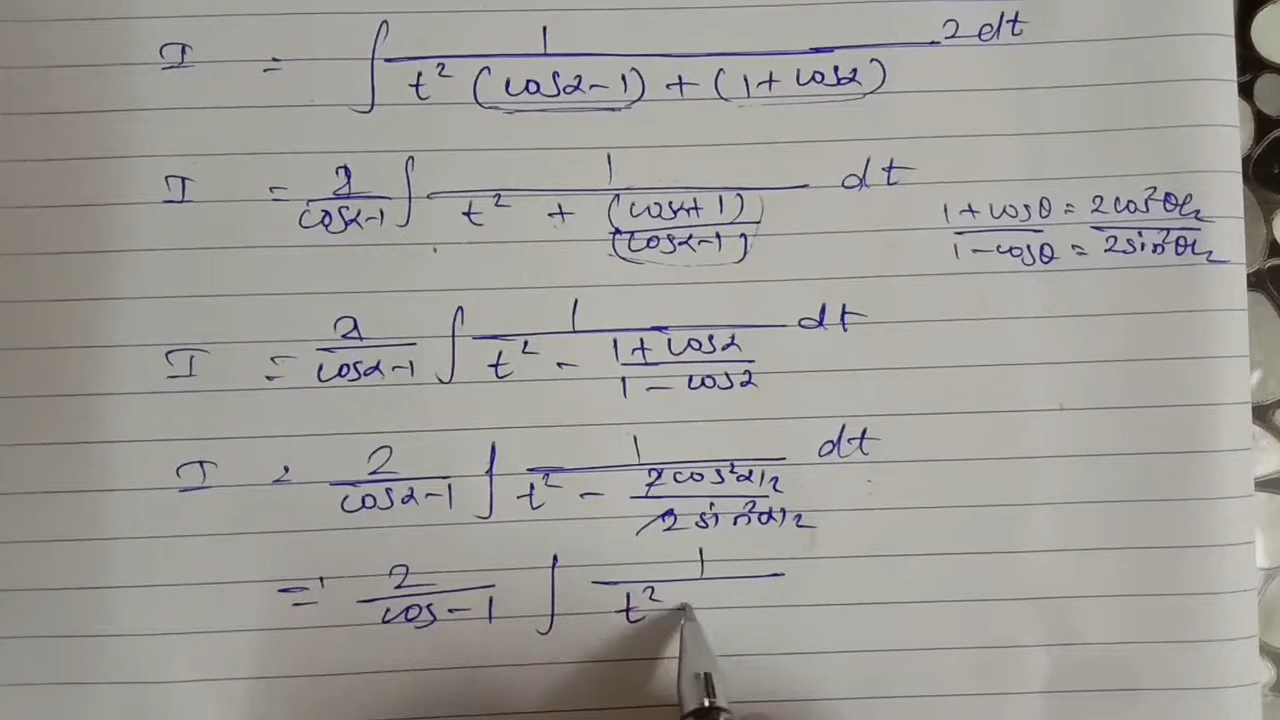 I = ∫ 1 / (t² (cosα-1) + (1+cosα)) 2dt
I = 2/(cosα-1) ∫ 1 / (t² + (cosα+1)/(cosα-1)) dt
1+cosθ = 2cos²θ/2
1-cosθ = 2sin²θ/2
I = 2/(cosα-1) ∫ 1 / (t² - (1+cosα)/(1-cosα)) dt
I = 2/(cosα-1) ∫ 1 / (t² - 2cos²α/2 / 2sin²α/2) dt
= 2/(cos-1) ∫ 1 / t² -